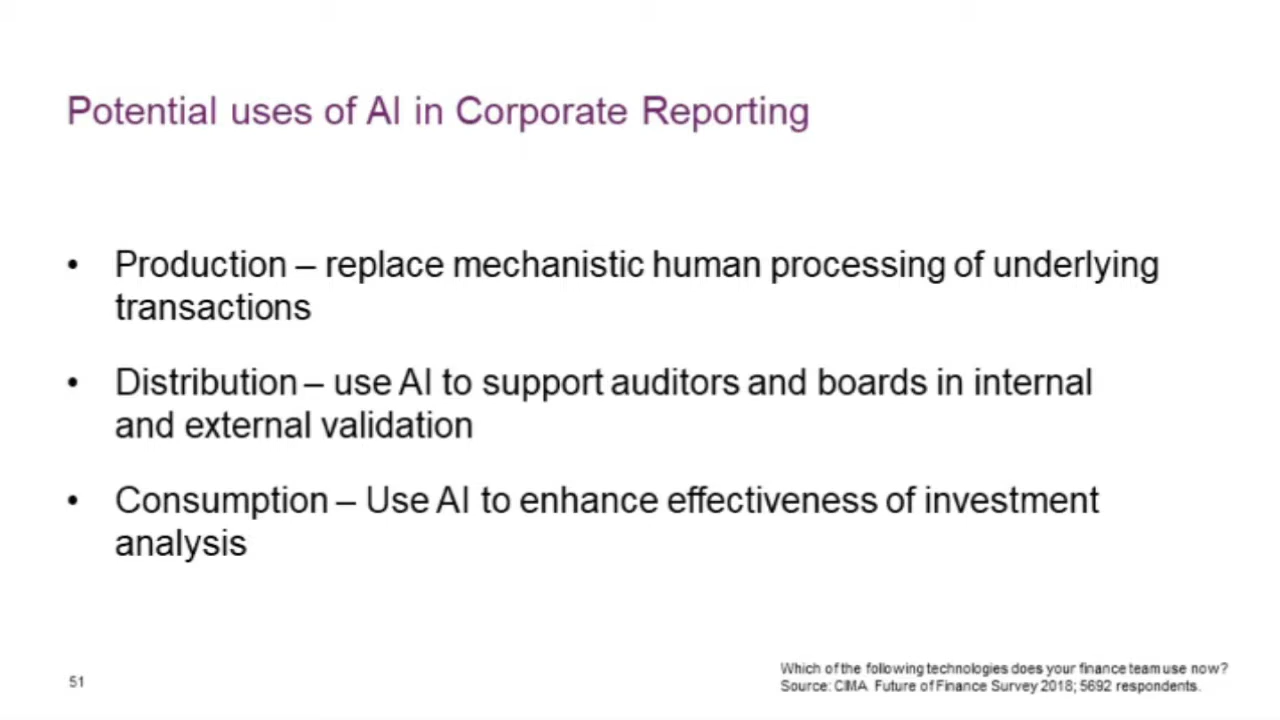 Potential uses of AI in Corporate Reporting
• Production – replace mechanistic human processing of underlying
transactions
• Distribution – use AI to support auditors and boards in internal
and external validation
• Consumption – Use AI to enhance effectiveness of investment
analysis
51
Which of the following technologies does your finance team use now?
Source: CIMA Future of Finance Survey 2018; 5692 respondents.